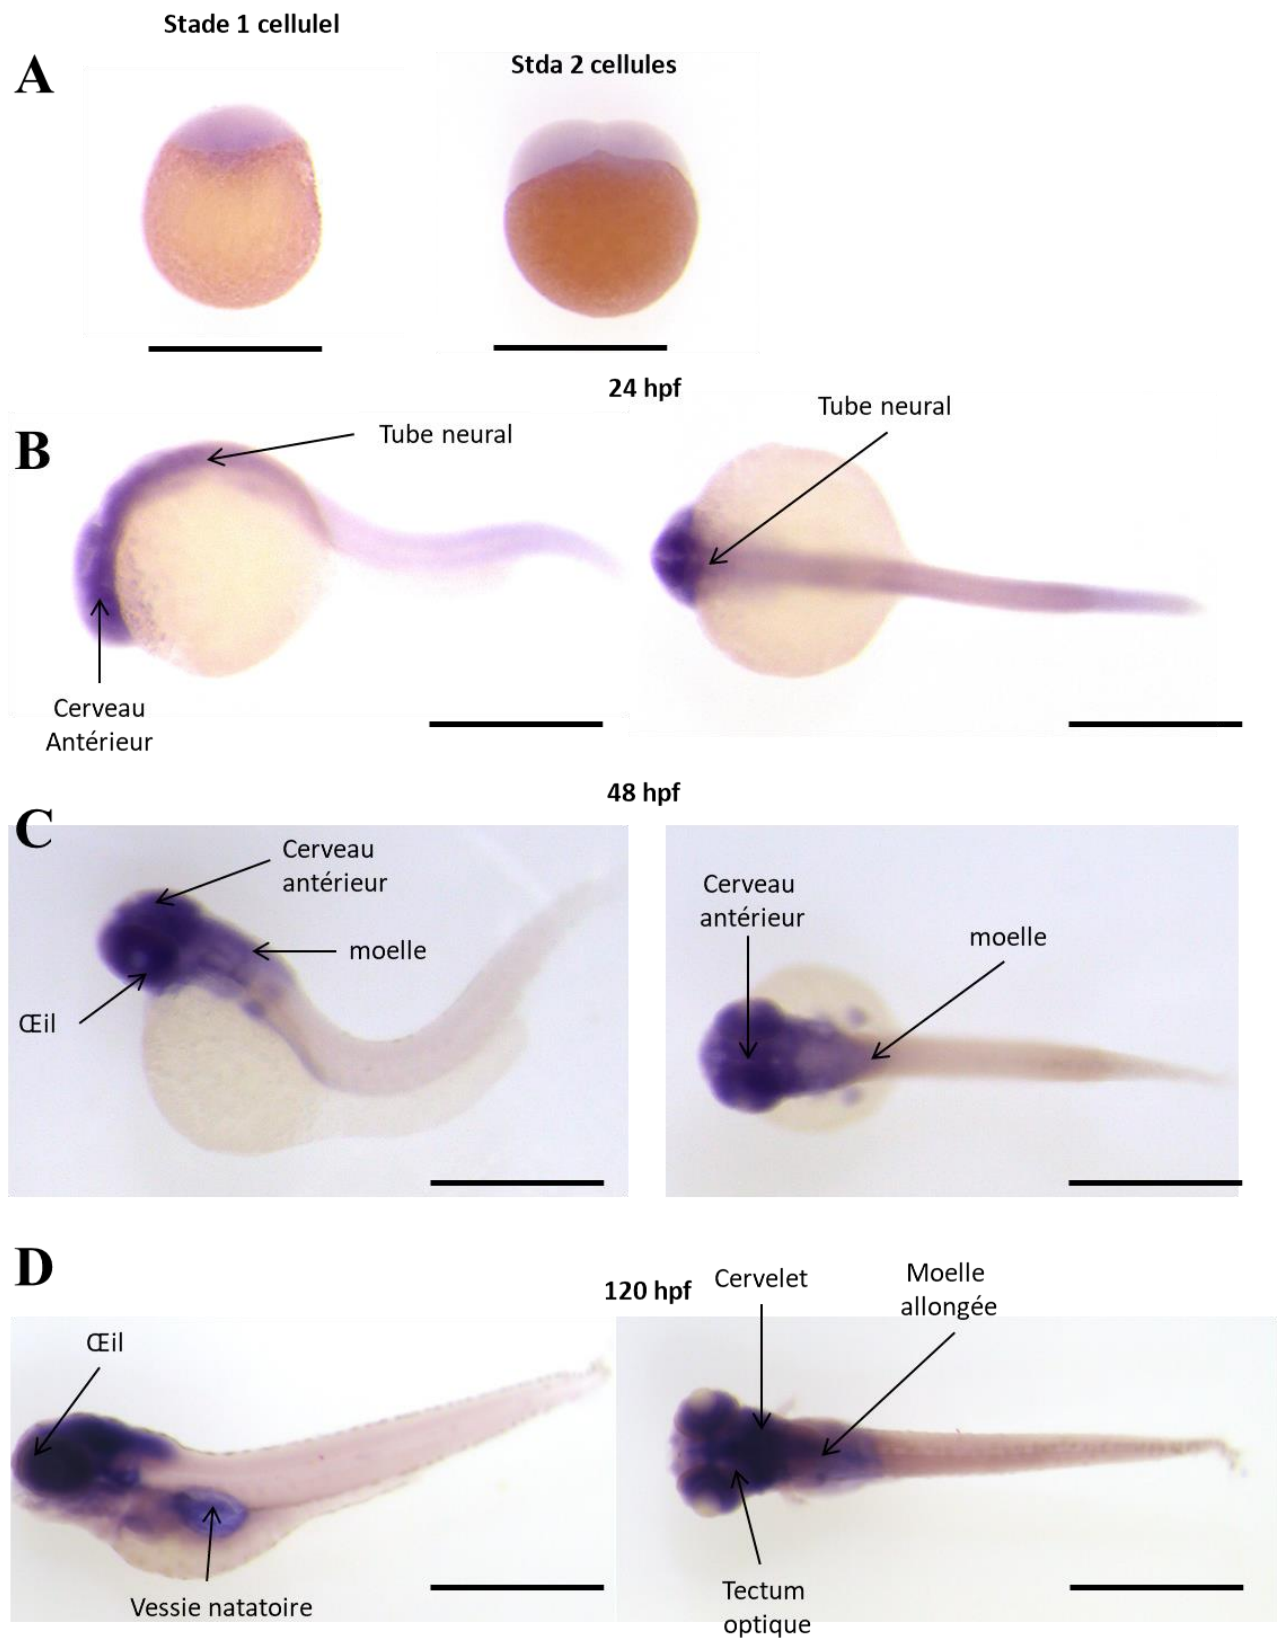 Stade 1 cellulel
A
Stda 2 cellules
24 hpf
Tube neural
B
Tube neural
Cerveau
Antérieur
48 hpf
C
Cerveau
antérieur
moelle
Œil
Cerveau
antérieur
moelle
D
120 hpf
Cervelet
Moelle
allongée
Œil
Vessie natatoire
Tectum
optique